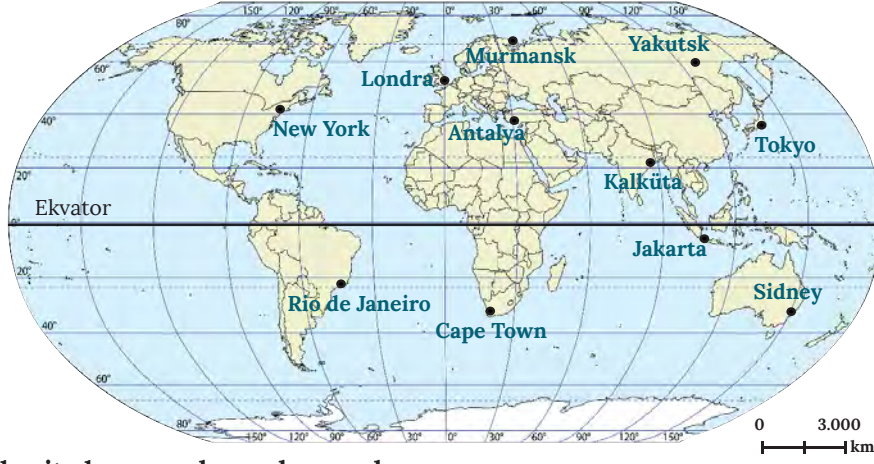 150° 120° 90° 60° 30° 0° 30° 60° 90° 120° 150°
80°
Murmansk
Yakutsk
60°
Londra
New York
40°
Antalya
Tokyo
20°
Kalküta
Ekvator
0°
Jakarta
20°
Rio de Janeiro
Sidney
40°
Cape Town
60°
80°
150° 120° 90° 60° 30° 0° 30° 60° 90° 120° 150°
0 3.000
km